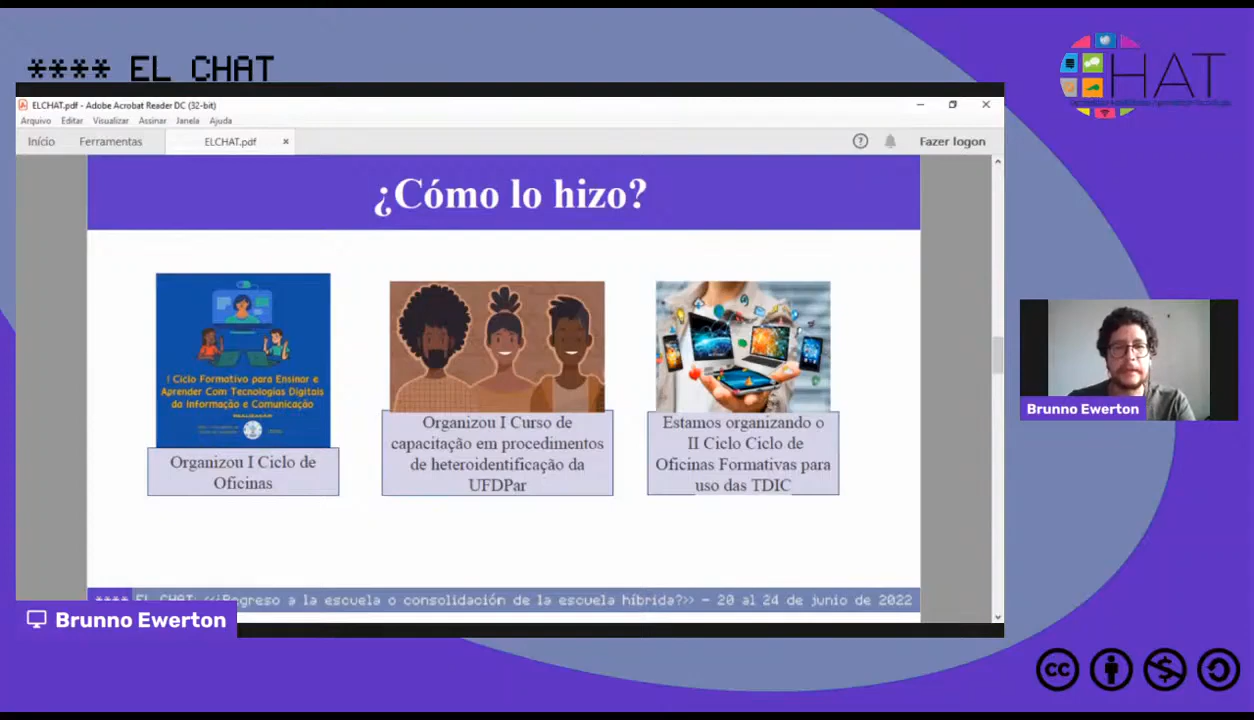 **** EL CHAT
HAT
ELCHAT.pdf - Adobe Acrobat Reader DC (32-bit)
Arquivo Editar Visualizar Assinar Janela Ajuda
Início Ferramentas ELCHAT.pdf Fazer logon
¿Cómo lo hizo?
I Ciclo Formativo para Ensinar e
Aprender Com Tecnologias Digitais
da Informação e Comunicação
Organizou I Ciclo de
Oficinas
Organizou I Curso de
capacitação em procedimentos
de heteroidentificação da
UFDPar
Estamos organizando o
II Ciclo Ciclo de
Oficinas Formativas para
uso das TDIC
Brunno Ewerton
**** EL CHAT: <<¿Regreso a la escuela o consolidación de la escuela híbrida?>> – 20 al 24 de junio de 2022
Brunno Ewerton
cc